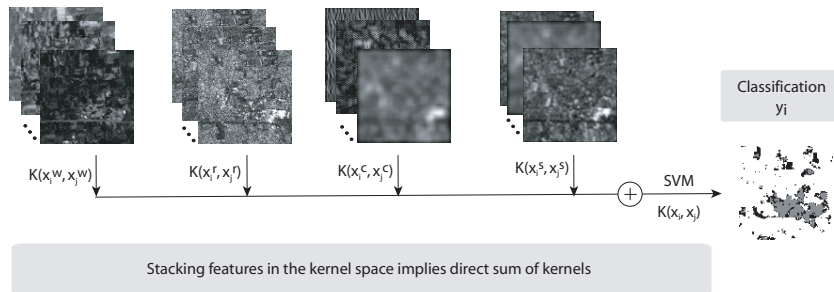 Classification
yi
K(xiw, xjw)
K(xir, xjr)
K(xic, xjc)
K(xis, xjs)
+
SVM
K(xi, xj)
Stacking features in the kernel space implies direct sum of kernels